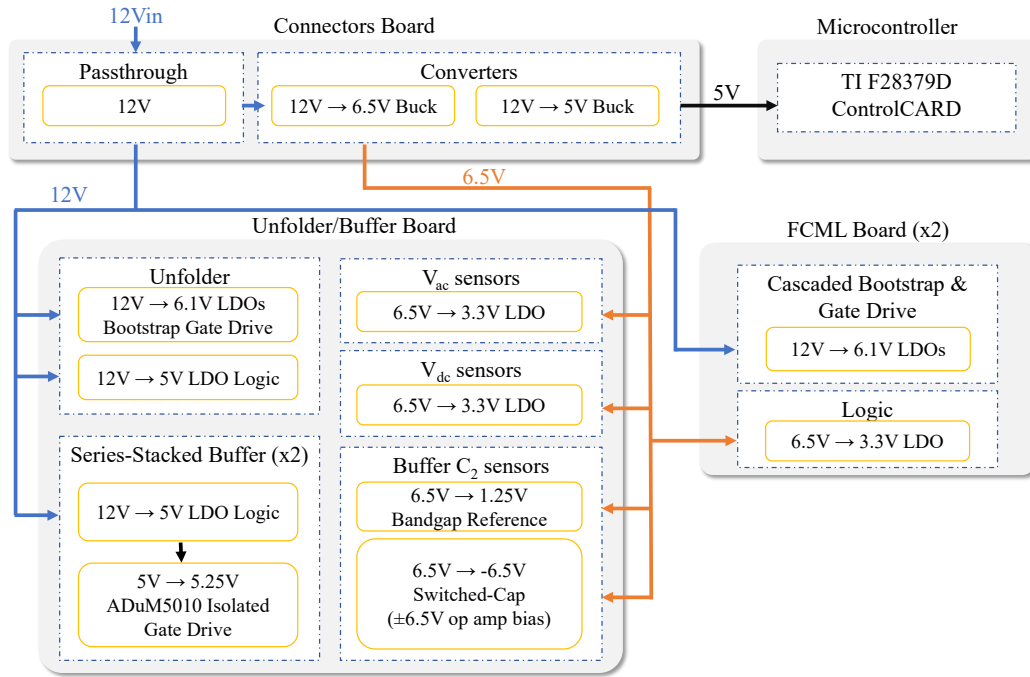 12Vin
Connectors Board
Passthrough
12V
Converters
12V → 6.5V Buck
12V → 5V Buck
5V
Microcontroller
TI F28379D
ControlCARD
12V
6.5V
Unfolder/Buffer Board
Unfolder
12V → 6.1V LDOs
Bootstrap Gate Drive
12V → 5V LDO Logic
Series-Stacked Buffer (x2)
12V → 5V LDO Logic
5V → 5.25V
ADuM5010 Isolated
Gate Drive
V_ac sensors
6.5V → 3.3V LDO
V_dc sensors
6.5V → 3.3V LDO
Buffer C_2 sensors
6.5V → 1.25V
Bandgap Reference
6.5V → -6.5V
Switched-Cap
(±6.5V op amp bias)
FCML Board (x2)
Cascaded Bootstrap &
Gate Drive
12V → 6.1V LDOs
Logic
6.5V → 3.3V LDO